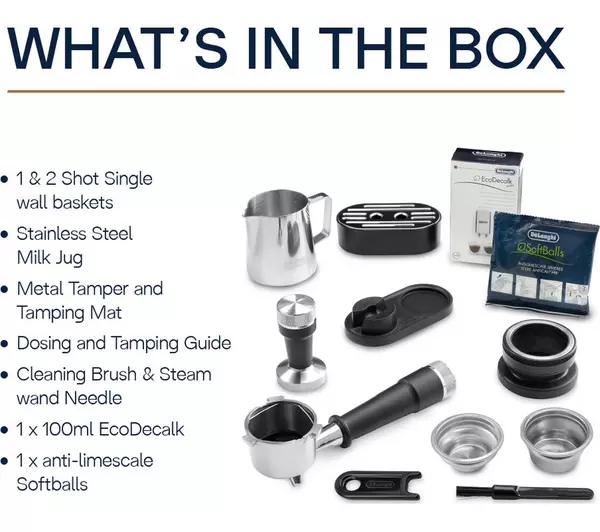 WHAT'S IN THE BOX
• 1 & 2 Shot Single
wall baskets
• Stainless Steel
Milk Jug
• Metal Tamper and
Tamping Mat
• Dosing and Tamping Guide
• Cleaning Brush & Steam
wand Needle
• 1 x 100ml EcoDecalk
• 1 x anti-limescale
Softballs
DeLonghi
EcoDecalk
DeLonghi
SoftBalls
DeLonghi